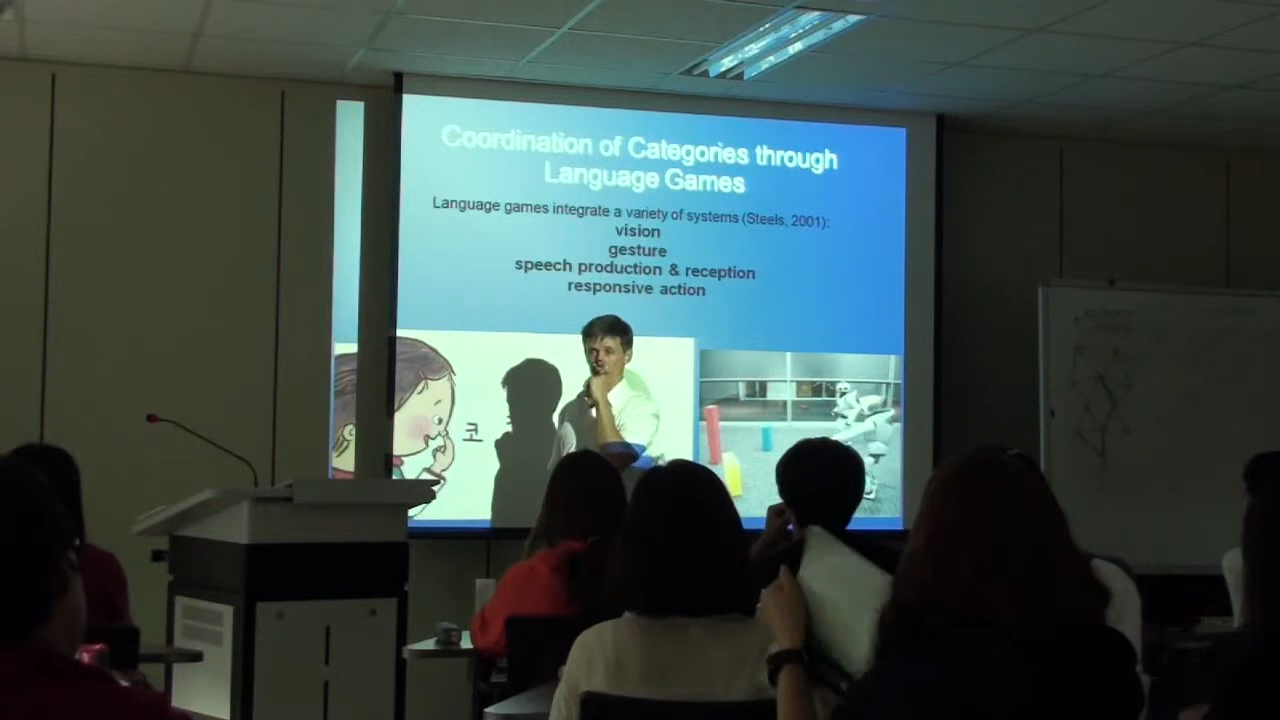 Coordination of Categories through
Language Games
Language games integrate a variety of systems (Steels, 2001):
vision
gesture
speech production & reception
responsive action
코